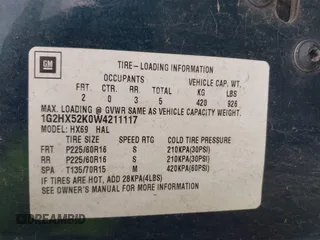 GM
TIRE-LOADING INFORMATION
OCCUPANTS VEHICLE CAP. WT.
FRT CTR. RR TOTAL KG LBS
2 0 3 5 420 926
MAX. LOADING @ GVWR SAME AS VEHICLE CAPACITY WT.
1G2HX52K0W4211117
MODEL: HX69 HAL
TIRE SIZE SPEED RTG COLD TIRE PRESSURE
FRT P225/60R16 S 210KPA(30PSI)
RR P225/60R16 S 210KPA(30PSI)
SPA T135/70R15 M 420KPA(60PSI)
IF TIRES ARE HOT, ADD 28KPA(4LBS)
SEE OWNER'S MANUAL FOR MORE INFORMATION
DREAMBID